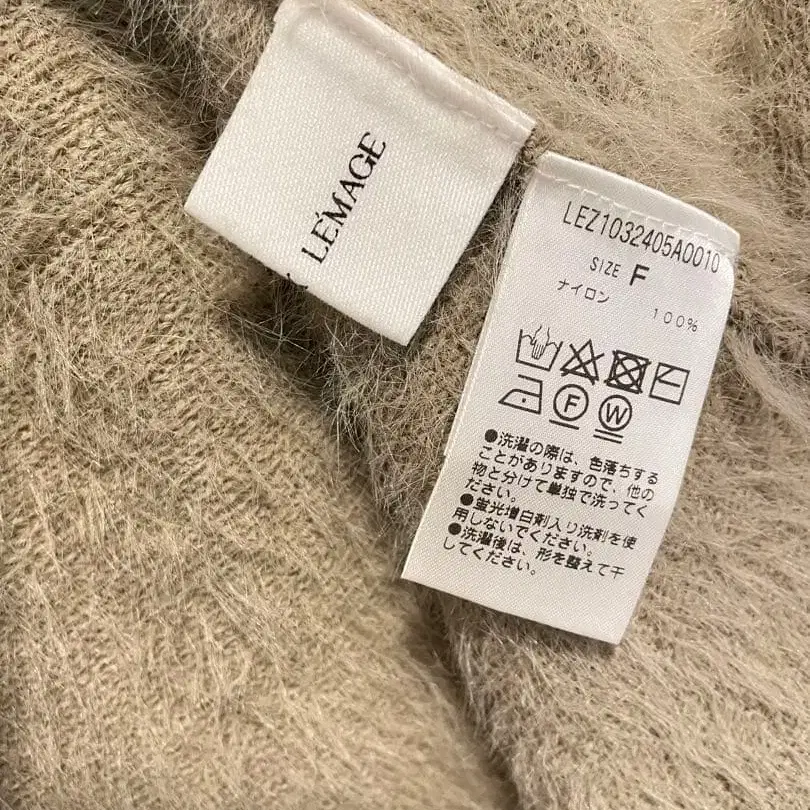 LÉMAGE
LEZ1032405A0010
SIZE F
ナイロン 100%
F W
●洗濯の際は、色落ちする
ことがありますので、他の
物と分けて単独で洗ってく
ださい。
●蛍光増白剤入り洗剤を使
用しないでください。
●洗濯後は、形を整えて干
してください。